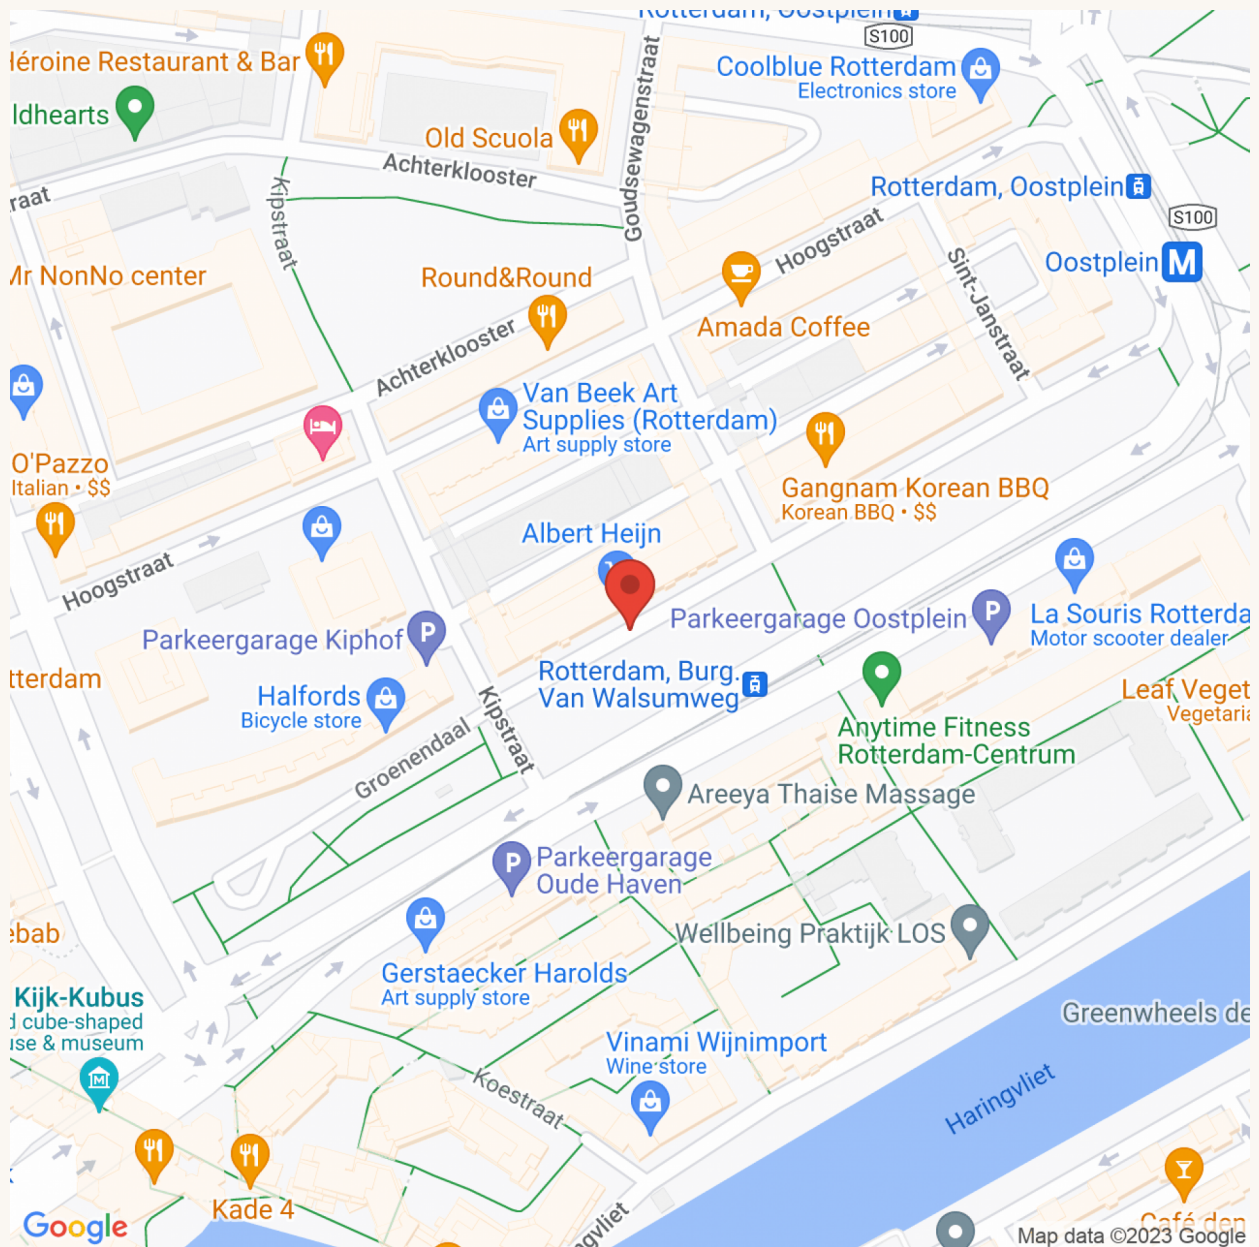 Rotterdam, Oostplein
S100
Héroine Restaurant & Bar
Coolblue Rotterdam
Electronics store
ldhearts
Old Scuola
Goudsewagenstraat
Achterklooster
Kipstraat
raat
Rotterdam, Oostplein
S100
Hoogstraat
Oostplein M
Sint-Janstraat
Mr NonNo center
Round&Round
Amada Coffee
Achterklooster
Van Beek Art
Supplies (Rotterdam)
Art supply store
O'Pazzo
Italian • $$
Gangnam Korean BBQ
Korean BBQ • $$
Albert Heijn
Hoogstraat
Parkeergarage Kiphof P
Parkeergarage Oostplein P
La Souris Rotterda
Motor scooter dealer
tterdam
Rotterdam, Burg.
Van Walsumweg
Halfords
Bicycle store
Kipstraat
Leaf Veget
Vegetaria
Groenendaal
Anytime Fitness
Rotterdam-Centrum
Areeya Thaise Massage
P Parkeergarage
Oude Haven
ebab
Wellbeing Praktijk LOS
Gerstaecker Harolds
Art supply store
Kijk-Kubus
d cube-shaped
use & museum
Greenwheels de
Vinami Wijnimport
Wine store
Koestraat
Haringvliet
Kade 4
ngvliet
Café den
Google
Map data ©2023 Google